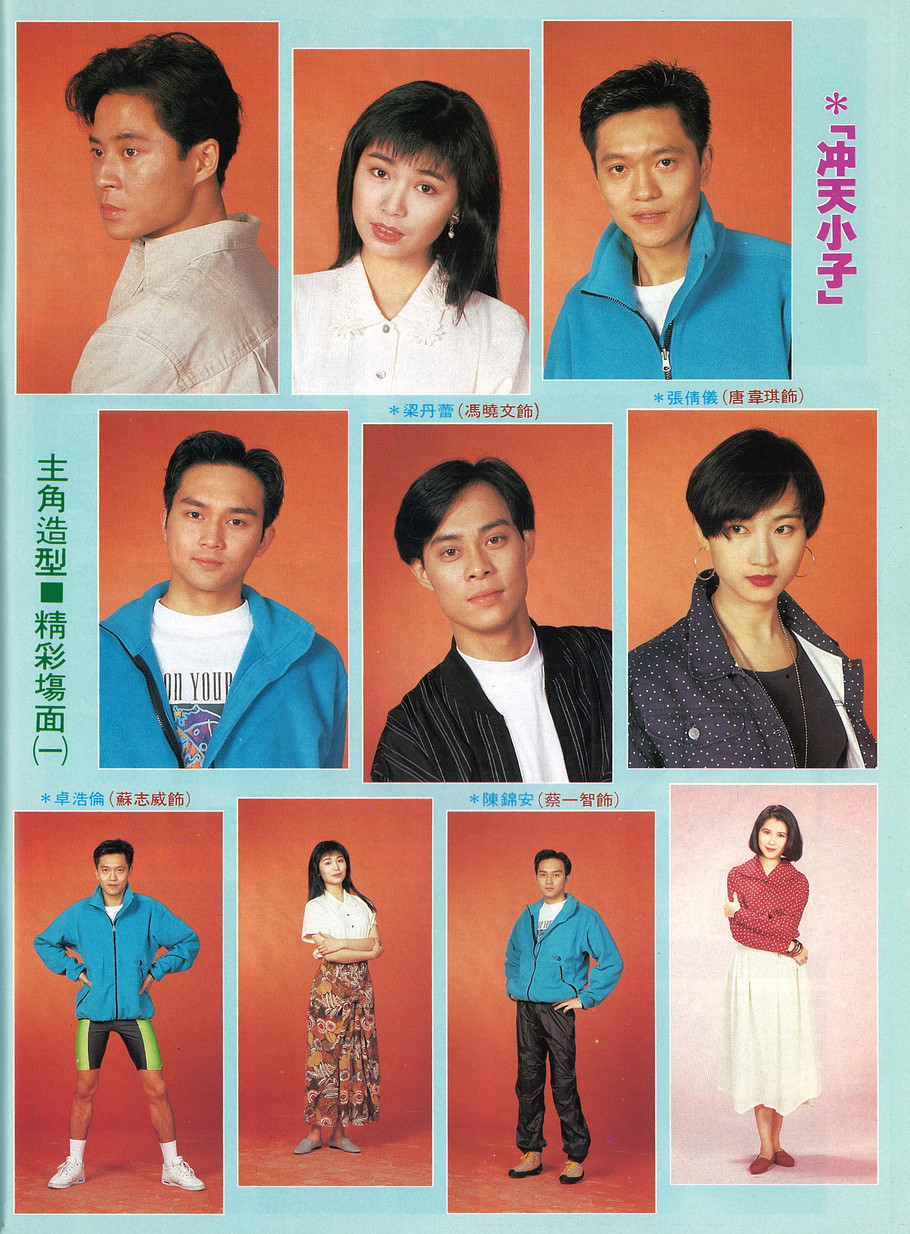 ＊「冲天小子」
＊梁丹蕾(馮曉文飾)
＊張倩儀(唐韋琪飾)
主角造型■精彩塲面(一)
ON YOUR
＊卓浩倫(蘇志威飾)
＊陳錦安(蔡一智飾)